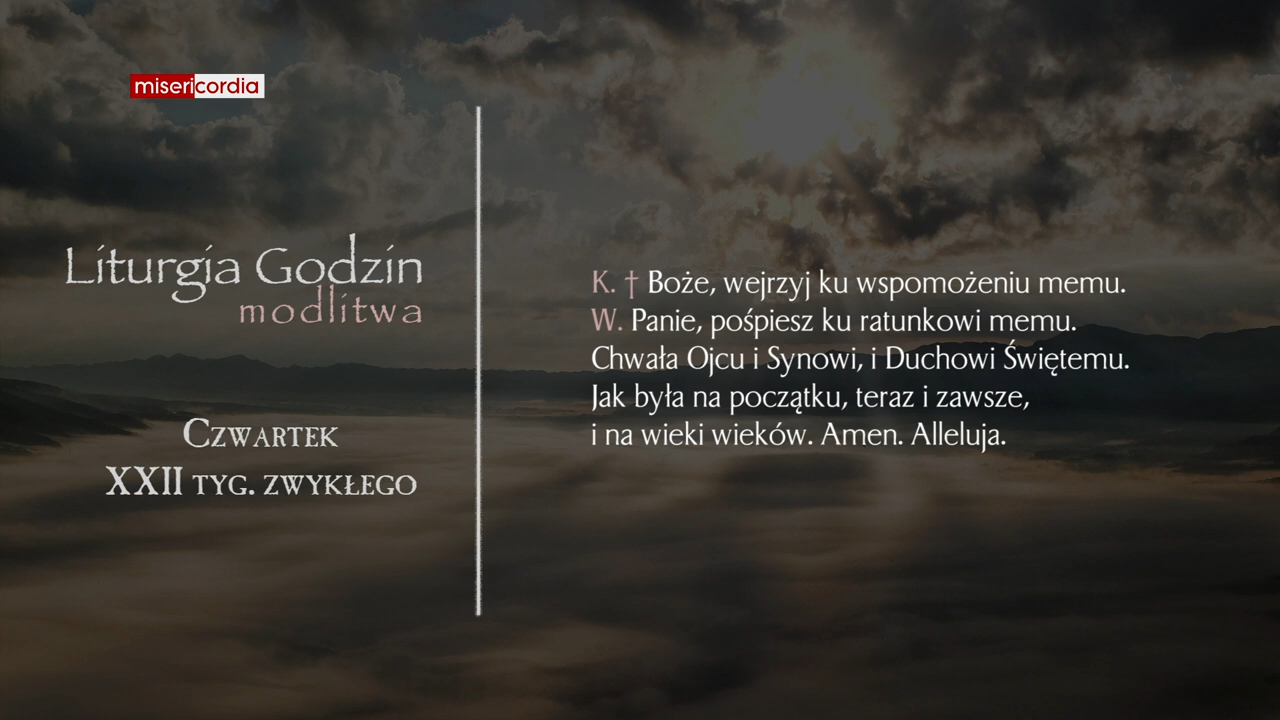 misericordia
Liturgia Godzin
modlitwa
Czwartek
XXII tyg. zwykłego
K. † Boże, wejrzyj ku wspomożeniu memu.
W. Panie, pośpiesz ku ratunkowi memu.
Chwała Ojcu i Synowi, i Duchowi Świętemu.
Jak była na początku, teraz i zawsze,
i na wieki wieków. Amen. Alleluja.